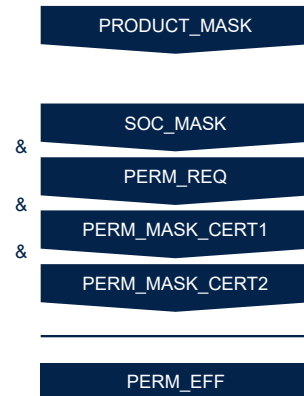 PRODUCT_MASK
SOC_MASK
&
PERM_REQ
&
PERM_MASK_CERT1
&
PERM_MASK_CERT2
PERM_EFF